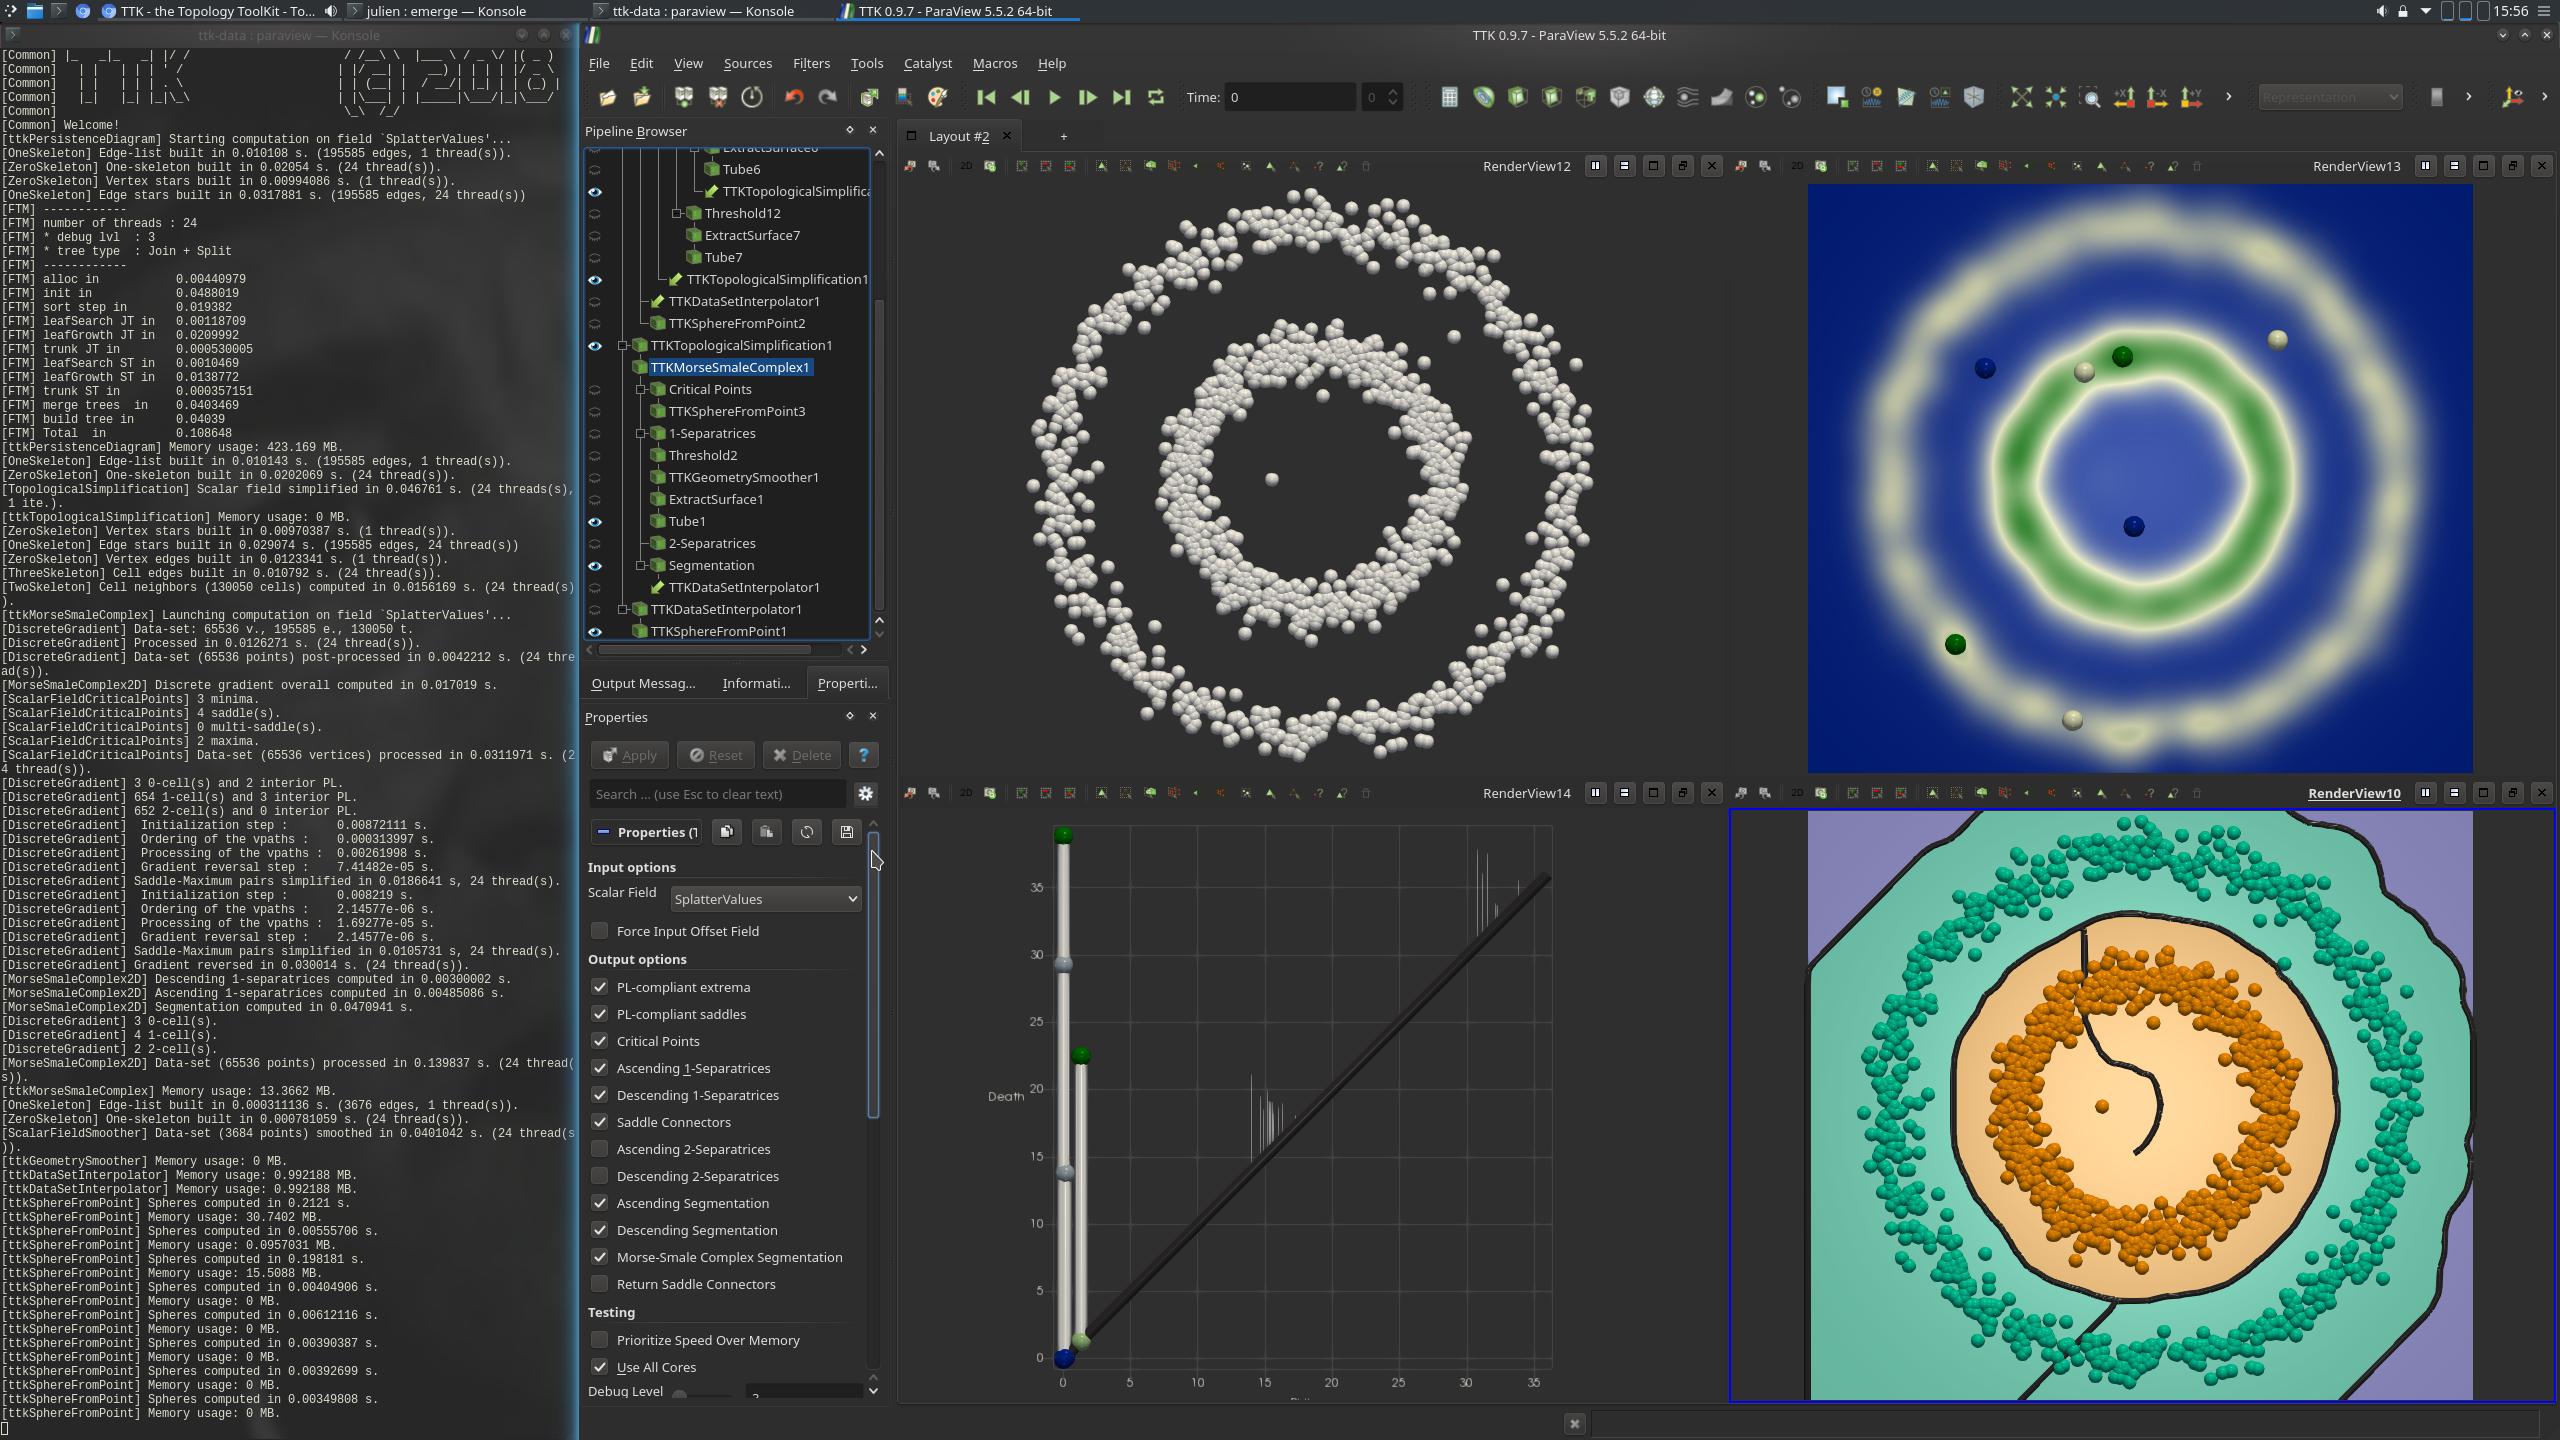 TTK - the Topology ToolKit - To...
julien : emerge — Konsole
ttk-data : paraview — Konsole
TTK 0.9.7 - ParaView 5.5.2 64-bit
15:56
ttk-data : paraview — Konsole
[Common] Welcome!
[ttkPersistenceDiagram] Starting computation on field `SplatterValues'...
[OneSkeleton] Edge-list built in 0.010108 s. (195585 edges, 1 thread(s)).
[ZeroSkeleton] One-skeleton built in 0.02054 s. (24 thread(s)).
[ZeroSkeleton] Vertex stars built in 0.00994086 s. (1 thread(s)).
[OneSkeleton] Edge stars built in 0.0317881 s. (195585 edges, 24 thread(s))
[FTM] ------------
[FTM] number of threads : 24
[FTM] * debug lvl  : 3
[FTM] * tree type  : Join + Split
[FTM] ------------
[FTM] alloc in 0.00440979
[FTM] init in 0.0488019
[FTM] sort step in 0.019382
[FTM] leafSearch JT in 0.00118709
[FTM] leafGrowth JT in 0.0209992
[FTM] trunk JT in 0.000530005
[FTM] leafSearch ST in 0.0010469
[FTM] leafGrowth ST in 0.0138772
[FTM] trunk ST in 0.000357151
[FTM] merge trees  in 0.0403469
[FTM] build tree in 0.04039
[FTM] Total  in 0.108648
[ttkPersistenceDiagram] Memory usage: 423.169 MB.
[OneSkeleton] Edge-list built in 0.010143 s. (195585 edges, 1 thread(s)).
[ZeroSkeleton] One-skeleton built in 0.0202069 s. (24 thread(s)).
[TopologicalSimplification] Scalar field simplified in 0.046761 s. (24 threads(s),
 1 ite.).
[ttkTopologicalSimplification] Memory usage: 0 MB.
[ZeroSkeleton] Vertex stars built in 0.00970387 s. (1 thread(s)).
[OneSkeleton] Edge stars built in 0.029074 s. (195585 edges, 24 thread(s))
[ZeroSkeleton] Vertex edges built in 0.0123341 s. (1 thread(s)).
[ThreeSkeleton] Cell edges built in 0.010792 s. (24 thread(s)).
[TwoSkeleton] Cell neighbors (130050 cells) computed in 0.0156169 s. (24 thread(s)
).
[ttkMorseSmaleComplex] Launching computation on field `SplatterValues'...
[DiscreteGradient] Data-set: 65536 v., 195585 e., 130050 t.
[DiscreteGradient] Processed in 0.0126271 s. (24 thread(s)).
[DiscreteGradient] Data-set (65536 points) post-processed in 0.0042212 s. (24 thre
ad(s)).
[MorseSmaleComplex2D] Discrete gradient overall computed in 0.017019 s.
[ScalarFieldCriticalPoints] 3 minima.
[ScalarFieldCriticalPoints] 4 saddle(s).
[ScalarFieldCriticalPoints] 0 multi-saddle(s).
[ScalarFieldCriticalPoints] 2 maxima.
[ScalarFieldCriticalPoints] Data-set (65536 vertices) processed in 0.0311971 s. (2
4 thread(s)).
[DiscreteGradient] 3 0-cell(s) and 2 interior PL.
[DiscreteGradient] 654 1-cell(s) and 3 interior PL.
[DiscreteGradient] 652 2-cell(s) and 0 interior PL.
[DiscreteGradient]  Initialization step : 0.00872111 s.
[DiscreteGradient]  Ordering of the vpaths : 0.000313997 s.
[DiscreteGradient]  Processing of the vpaths : 0.00261998 s.
[DiscreteGradient]  Gradient reversal step : 7.41482e-05 s.
[DiscreteGradient] Saddle-Maximum pairs simplified in 0.0186641 s, 24 thread(s).
[DiscreteGradient]  Initialization step : 0.008219 s.
[DiscreteGradient]  Ordering of the vpaths : 2.14577e-06 s.
[DiscreteGradient]  Processing of the vpaths : 1.69277e-05 s.
[DiscreteGradient]  Gradient reversal step : 2.14577e-06 s.
[DiscreteGradient] Saddle-Maximum pairs simplified in 0.0105731 s, 24 thread(s).
[DiscreteGradient] Gradient reversed in 0.030014 s. (24 thread(s)).
[MorseSmaleComplex2D] Descending 1-separatrices computed in 0.00300002 s.
[MorseSmaleComplex2D] Ascending 1-separatrices computed in 0.00485086 s.
[MorseSmaleComplex2D] Segmentation computed in 0.0470941 s.
[DiscreteGradient] 3 0-cell(s).
[DiscreteGradient] 4 1-cell(s).
[DiscreteGradient] 2 2-cell(s).
[MorseSmaleComplex2D] Data-set (65536 points) processed in 0.139837 s. (24 thread(
s)).
[ttkMorseSmaleComplex] Memory usage: 13.3662 MB.
[OneSkeleton] Edge-list built in 0.000311136 s. (3676 edges, 1 thread(s)).
[ZeroSkeleton] One-skeleton built in 0.000781059 s. (24 thread(s)).
[ScalarFieldSmoother] Data-set (3684 points) smoothed in 0.0401042 s. (24 thread(s
)).
[ttkGeometrySmoother] Memory usage: 0 MB.
[ttkDataSetInterpolator] Memory usage: 0.992188 MB.
[ttkDataSetInterpolator] Memory usage: 0.992188 MB.
[ttkSphereFromPoint] Spheres computed in 0.2121 s.
[ttkSphereFromPoint] Memory usage: 30.7402 MB.
[ttkSphereFromPoint] Spheres computed in 0.00555706 s.
[ttkSphereFromPoint] Memory usage: 0.0957031 MB.
[ttkSphereFromPoint] Spheres computed in 0.198181 s.
[ttkSphereFromPoint] Memory usage: 15.5088 MB.
[ttkSphereFromPoint] Spheres computed in 0.00404906 s.
[ttkSphereFromPoint] Memory usage: 0 MB.
[ttkSphereFromPoint] Spheres computed in 0.00612116 s.
[ttkSphereFromPoint] Memory usage: 0 MB.
[ttkSphereFromPoint] Spheres computed in 0.00390387 s.
[ttkSphereFromPoint] Memory usage: 0 MB.
[ttkSphereFromPoint] Spheres computed in 0.00392699 s.
[ttkSphereFromPoint] Memory usage: 0 MB.
[ttkSphereFromPoint] Spheres computed in 0.00349808 s.
[ttkSphereFromPoint] Memory usage: 0 MB.
TTK 0.9.7 - ParaView 5.5.2 64-bit
File Edit View Sources Filters Tools Catalyst Macros Help
Time: 0
0
Representation
Pipeline Browser
ExtractSurface6
Tube6
TTKTopologicalSimplifica
Threshold12
ExtractSurface7
Tube7
TTKTopologicalSimplification1
TTKDataSetInterpolator1
TTKSphereFromPoint2
TTKTopologicalSimplification1
TTKMorseSmaleComplex1
Critical Points
TTKSphereFromPoint3
1-Separatrices
Threshold2
TTKGeometrySmoother1
ExtractSurface1
Tube1
2-Separatrices
Segmentation
TTKDataSetInterpolator1
TTKDataSetInterpolator1
TTKSphereFromPoint1
Output Messag... Informati... Properti...
Properties
Apply Reset Delete ?
Search ... (use Esc to clear text)
Properties (T
Input options
Scalar Field SplatterValues
Force Input Offset Field
Output options
PL-compliant extrema
PL-compliant saddles
Critical Points
Ascending 1-Separatrices
Descending 1-Separatrices
Saddle Connectors
Ascending 2-Separatrices
Descending 2-Separatrices
Ascending Segmentation
Descending Segmentation
Morse-Smale Complex Segmentation
Return Saddle Connectors
Testing
Prioritize Speed Over Memory
Use All Cores
Debug Level
Layout #2
+
2D RenderView12
2D RenderView13
2D RenderView14
2D RenderView10
35
30
25
Death 20
15
10
5
0
0 5 10 15 20 25 30 35